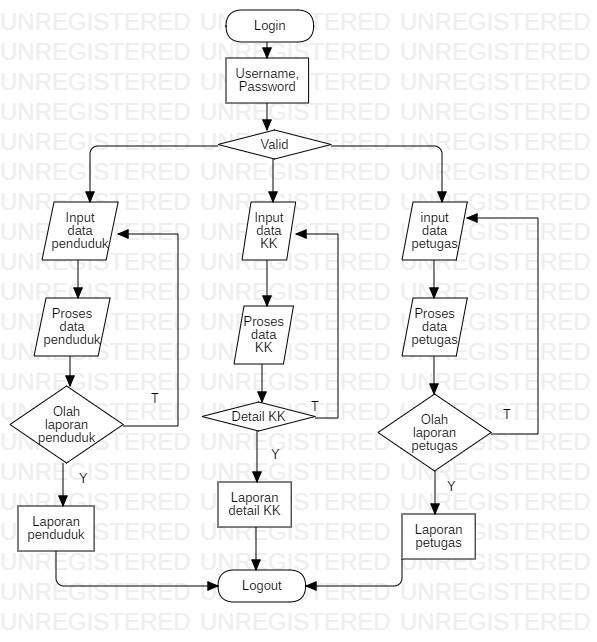 UNREGISTERED UNREGISTERED UNREGISTERED
Login
Username,
Password
Valid
Input
data
penduduk
Input
data
KK
input
data
petugas
Proses
data
penduduk
Proses
data
KK
Proses
data
petugas
Olah
laporan
penduduk
T
Detail KK
T
Olah
laporan
petugas
T
Y
Y
Y
Laporan
penduduk
Laporan
detail KK
Laporan
petugas
Logout